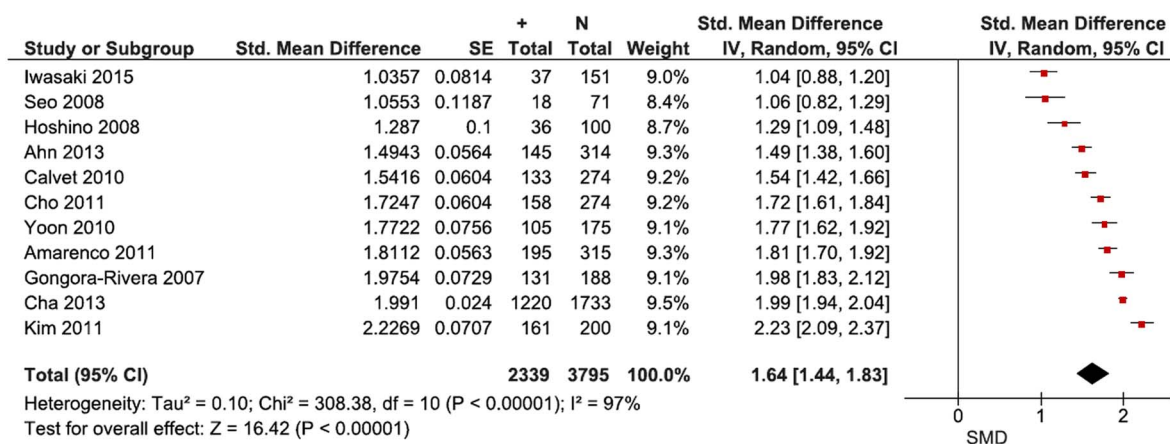 + N Std. Mean Difference Std. Mean Difference
Study or Subgroup Std. Mean Difference SE Total Total Weight IV, Random, 95% CI IV, Random, 95% CI
Iwasaki 2015 1.0357 0.0814 37 151 9.0% 1.04 [0.88, 1.20]
Seo 2008 1.0553 0.1187 18 71 8.4% 1.06 [0.82, 1.29]
Hoshino 2008 1.287 0.1 36 100 8.7% 1.29 [1.09, 1.48]
Ahn 2013 1.4943 0.0564 145 314 9.3% 1.49 [1.38, 1.60]
Calvet 2010 1.5416 0.0604 133 274 9.2% 1.54 [1.42, 1.66]
Cho 2011 1.7247 0.0604 158 274 9.2% 1.72 [1.61, 1.84]
Yoon 2010 1.7722 0.0756 105 175 9.1% 1.77 [1.62, 1.92]
Amarenco 2011 1.8112 0.0563 195 315 9.3% 1.81 [1.70, 1.92]
Gongora-Rivera 2007 1.9754 0.0729 131 188 9.1% 1.98 [1.83, 2.12]
Cha 2013 1.991 0.024 1220 1733 9.5% 1.99 [1.94, 2.04]
Kim 2011 2.2269 0.0707 161 200 9.1% 2.23 [2.09, 2.37]
Total (95% CI) 2339 3795 100.0% 1.64 [1.44, 1.83]
Heterogeneity: Tau² = 0.10; Chi² = 308.38, df = 10 (P < 0.00001); I² = 97%
Test for overall effect: Z = 16.42 (P < 0.00001)
0 1 2
SMD